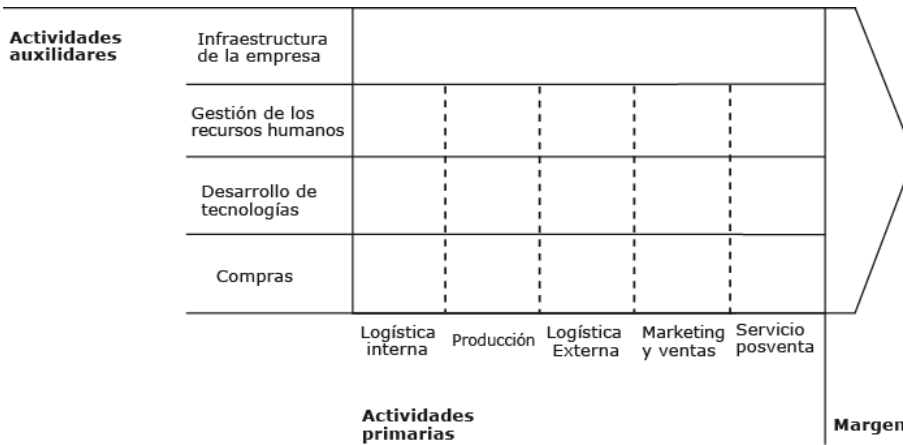 Actividades
auxilidares
Infraestructura
de la empresa
Gestión de los
recursos humanos
Desarrollo de
tecnologías
Compras
Logística
interna
Producción
Logística
Externa
Marketing
y ventas
Servicio
posventa
Actividades
primarias
Margen